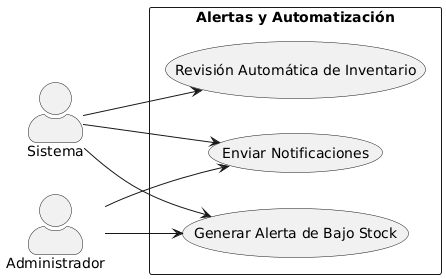 Alertas y Automatización
Revisión Automática de Inventario
Sistema
Enviar Notificaciones
Generar Alerta de Bajo Stock
Administrador